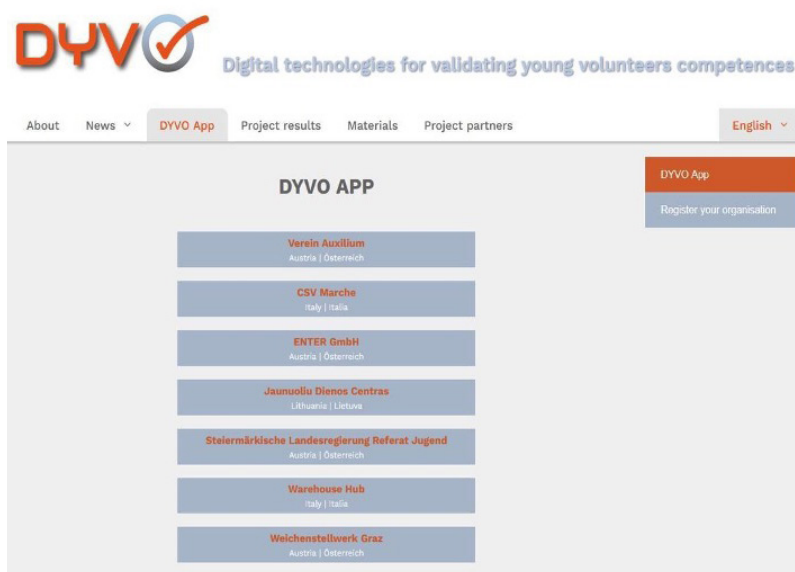 DYVO
Digital technologies for validating young volunteers competences
About News DYVO App Project results Materials Project partners English
DYVO APP
DYVO App
Register your organisation
Verein Auxilium
Austria | Österreich
CSV Marche
Italy | Italia
ENTER GmbH
Austria | Österreich
Jaunuoliu Dienos Centras
Lithuania | Lietuva
Steiermärkische Landesregierung Referat Jugend
Austria | Österreich
Warehouse Hub
Italy | Italia
Weichenstellwerk Graz
Austria | Österreich